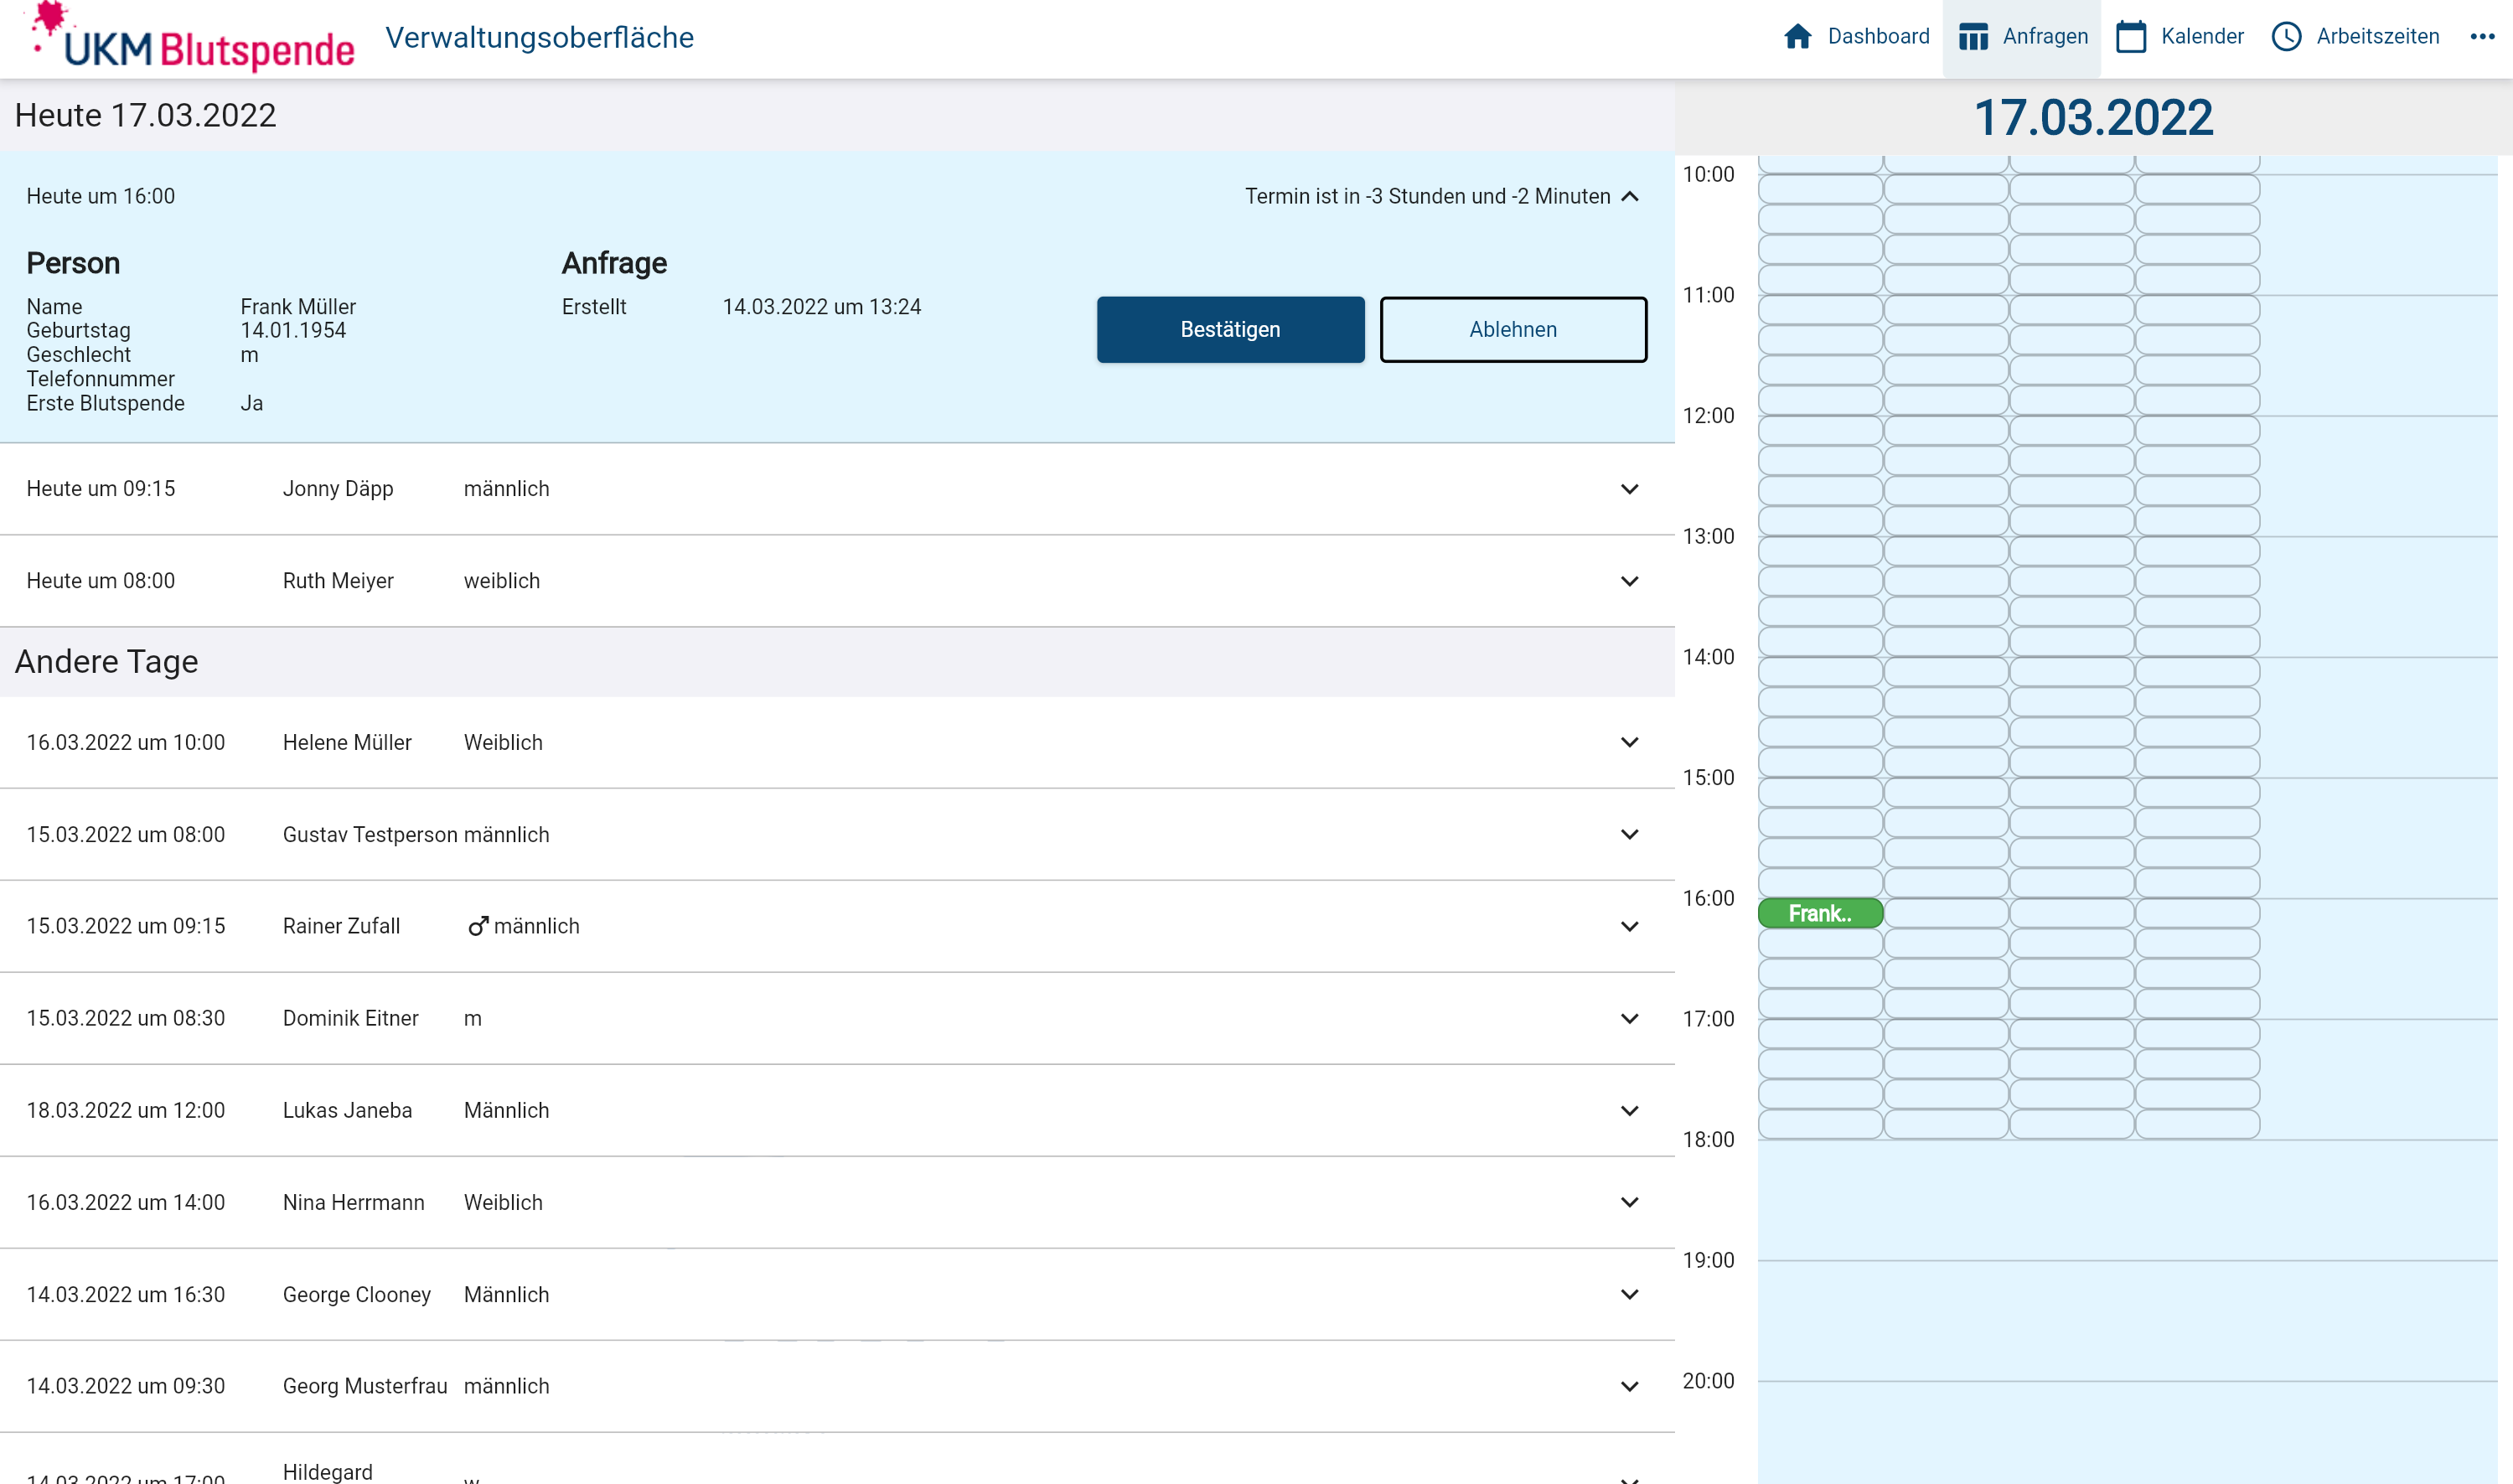 UKM Blutspende
Verwaltungsoberfläche
Dashboard
Anfragen
Kalender
Arbeitszeiten
Heute 17.03.2022
Heute um 16:00
Termin ist in -3 Stunden und -2 Minuten
Person
Name Frank Müller
Geburtstag 14.01.1954
Geschlecht m
Telefonnummer
Erste Blutspende Ja
Anfrage
Erstellt 14.03.2022 um 13:24
Bestätigen
Ablehnen
Heute um 09:15 Jonny Däpp männlich
Heute um 08:00 Ruth Meiyer weiblich
Andere Tage
16.03.2022 um 10:00 Helene Müller Weiblich
15.03.2022 um 08:00 Gustav Testperson männlich
15.03.2022 um 09:15 Rainer Zufall ♂ männlich
15.03.2022 um 08:30 Dominik Eitner m
18.03.2022 um 12:00 Lukas Janeba Männlich
16.03.2022 um 14:00 Nina Herrmann Weiblich
14.03.2022 um 16:30 George Clooney Männlich
14.03.2022 um 09:30 Georg Musterfrau männlich
14.03.2022 um 17:00 Hildegard w
17.03.2022
10:00
11:00
12:00
13:00
14:00
15:00
16:00
Frank..
17:00
18:00
19:00
20:00